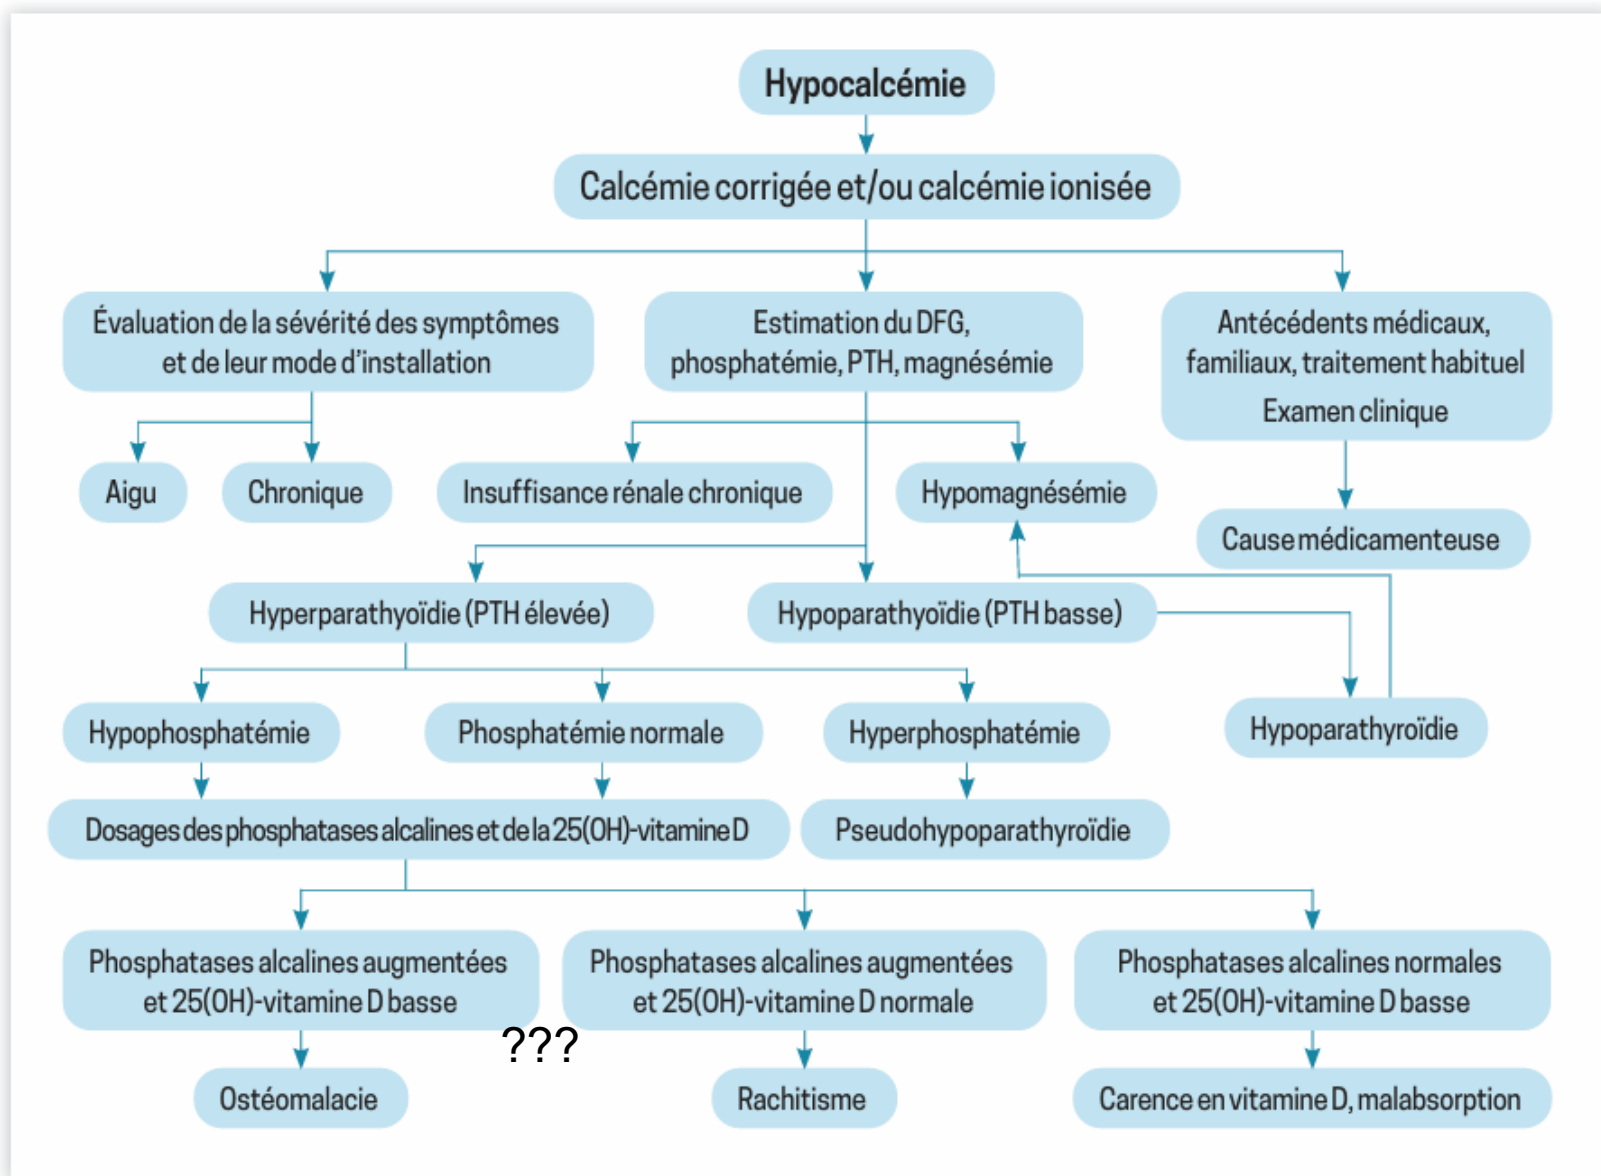 Hypocalcémie
Calcémie corrigée et/ou calcémie ionisée
Évaluation de la sévérité des symptômes
et de leur mode d'installation
Estimation du DFG,
phosphatémie, PTH, magnésémie
Antécédents médicaux,
familiaux, traitement habituel
Examen clinique
Aigu
Chronique
Insuffisance rénale chronique
Hypomagnésémie
Cause médicamenteuse
Hyperparathyoïdie (PTH élevée)
Hypoparathyoïdie (PTH basse)
Hypophosphatémie
Phosphatémie normale
Hyperphosphatémie
Hypoparathyroïdie
Dosages des phosphatases alcalines et de la 25(OH)-vitamine D
Pseudohypoparathyroïdie
Phosphatases alcalines augmentées
et 25(OH)-vitamine D basse
Phosphatases alcalines augmentées
et 25(OH)-vitamine D normale
Phosphatases alcalines normales
et 25(OH)-vitamine D basse
???
Ostéomalacie
Rachitisme
Carence en vitamine D, malabsorption